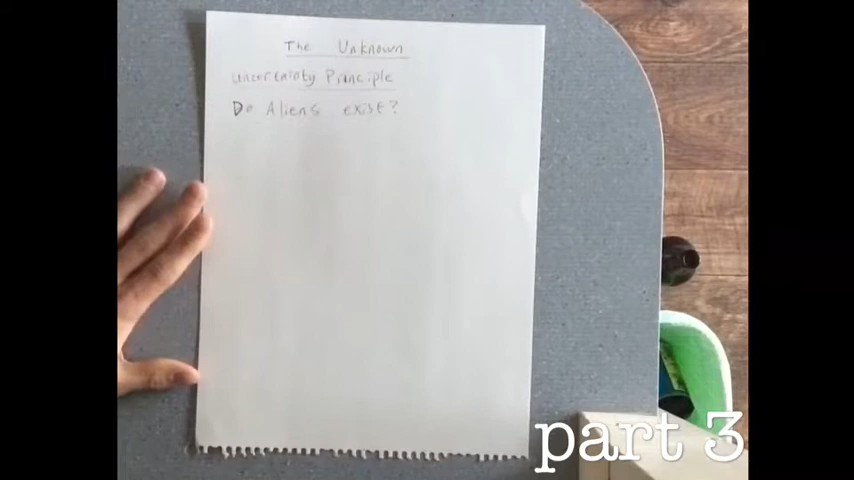 The Unknown
Uncertainty Principle
Do Aliens exist?
part 3